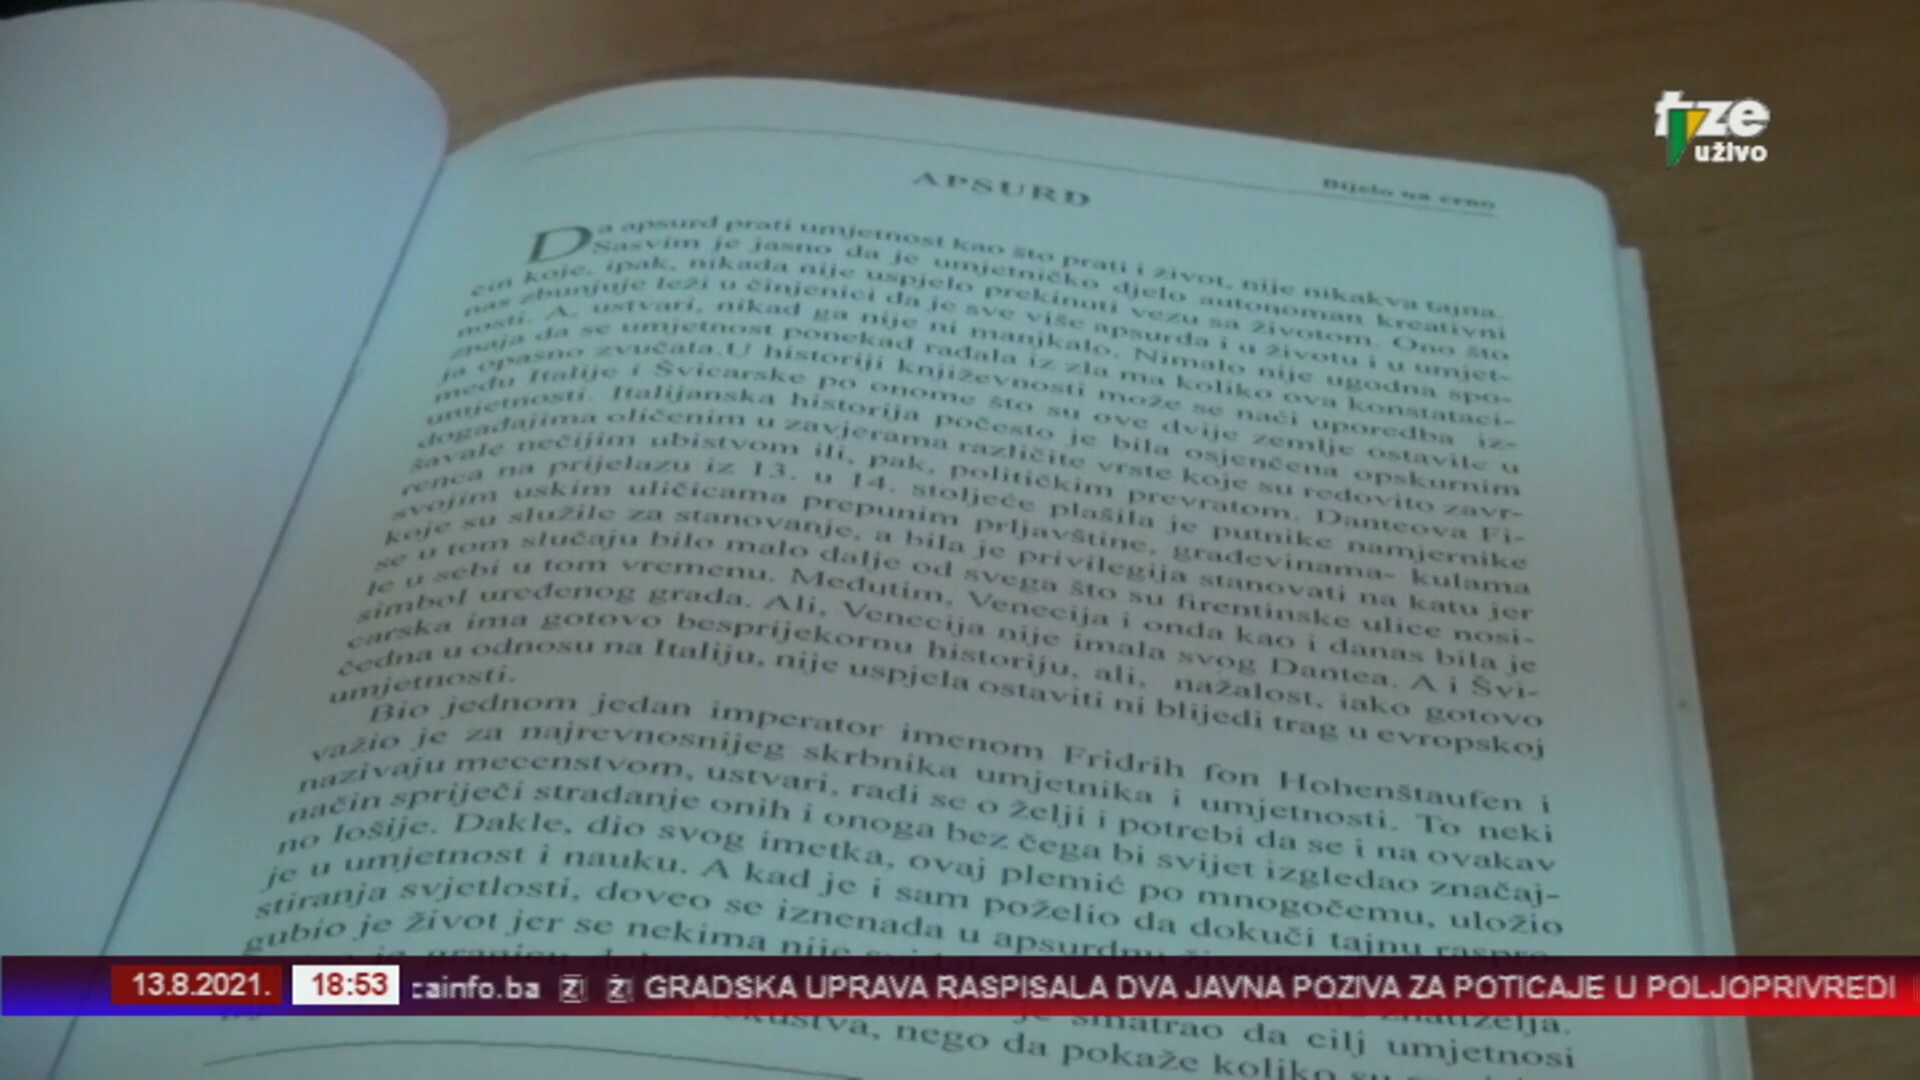 rtvze
uživo
Bijelo na crno
APSURD
Da apsurd prati umjetnost kao što prati i život, nije nikakva tajna.
Sasvim je jasno da je umjetničko djelo autonoman kreativni
čin koje, ipak, nikada nije uspjelo prekinuti vezu sa životom. Ono što
nas zbunjuje leži u činjenici da je sve više apsurda i u životu i u umjet-
nosti. A, ustvari, nikad ga nije ni manjkalo. Nimalo nije ugodna spo-
znaja da se umjetnost ponekad rađala iz zla ma koliko ova konstataci-
ja opasno zvučala.U historiji književnosti može se naći uporedba iz-
među Italije i Švicarske po onome što su ove dvije zemlje ostavile u
umjetnosti. Italijanska historija počesto je bila osjenčena opskurnim
događajima oličenim u zavjerama različite vrste koje su redovito zavr-
šavale nečijim ubistvom ili, pak, političkim prevratom. Danteova Fi-
renca na prijelazu iz 13. u 14. stoljeće plašila je putnike namjernike
svojim uskim uličicama prepunim prljavštine, građevinama- kulama
koje su služile za stanovanje, a bila je privilegija stanovati na katu jer
se u tom slučaju bilo malo dalje od svega što su firentinske ulice nosi-
le u sebi u tom vremenu. Međutim, Venecija i onda kao i danas bila je
simbol uređenog grada. Ali, Venecija nije imala svog Dantea. A i Švi-
carska ima gotovo besprijekornu historiju, ali, nažalost, iako gotovo
čedna u odnosu na Italiju, nije uspjela ostaviti ni blijedi trag u evropskoj
umjetnosti.
Bio jednom jedan imperator imenom Fridrih fon Hohenštaufen i
važio je za najrevnosnijeg skrbnika umjetnika i umjetnosti. To neki
nazivaju mecenstvom, ustvari, radi se o želji i potrebi da se i na ovakav
način spriječi stradanje onih i onoga bez čega bi svijet izgledao značaj-
no lošije. Dakle, dio svog imetka, ovaj plemić po mnogočemu, uložio
je u umjetnost i nauku. A kad je i sam poželio da dokuči tajnu raspro-
stiranja svjetlosti, doveo se iznenada u apsurdnu
gubio je život jer se nekima nije
13.8.2021. 18:53 cainfo.ba GRADSKA UPRAVA RASPISALA DVA JAVNA POZIVA ZA POTICAJE U POLJOPRIVREDI
znatiželja.
je smatrao da cilj umjetnosi
nego da pokaže koliko su